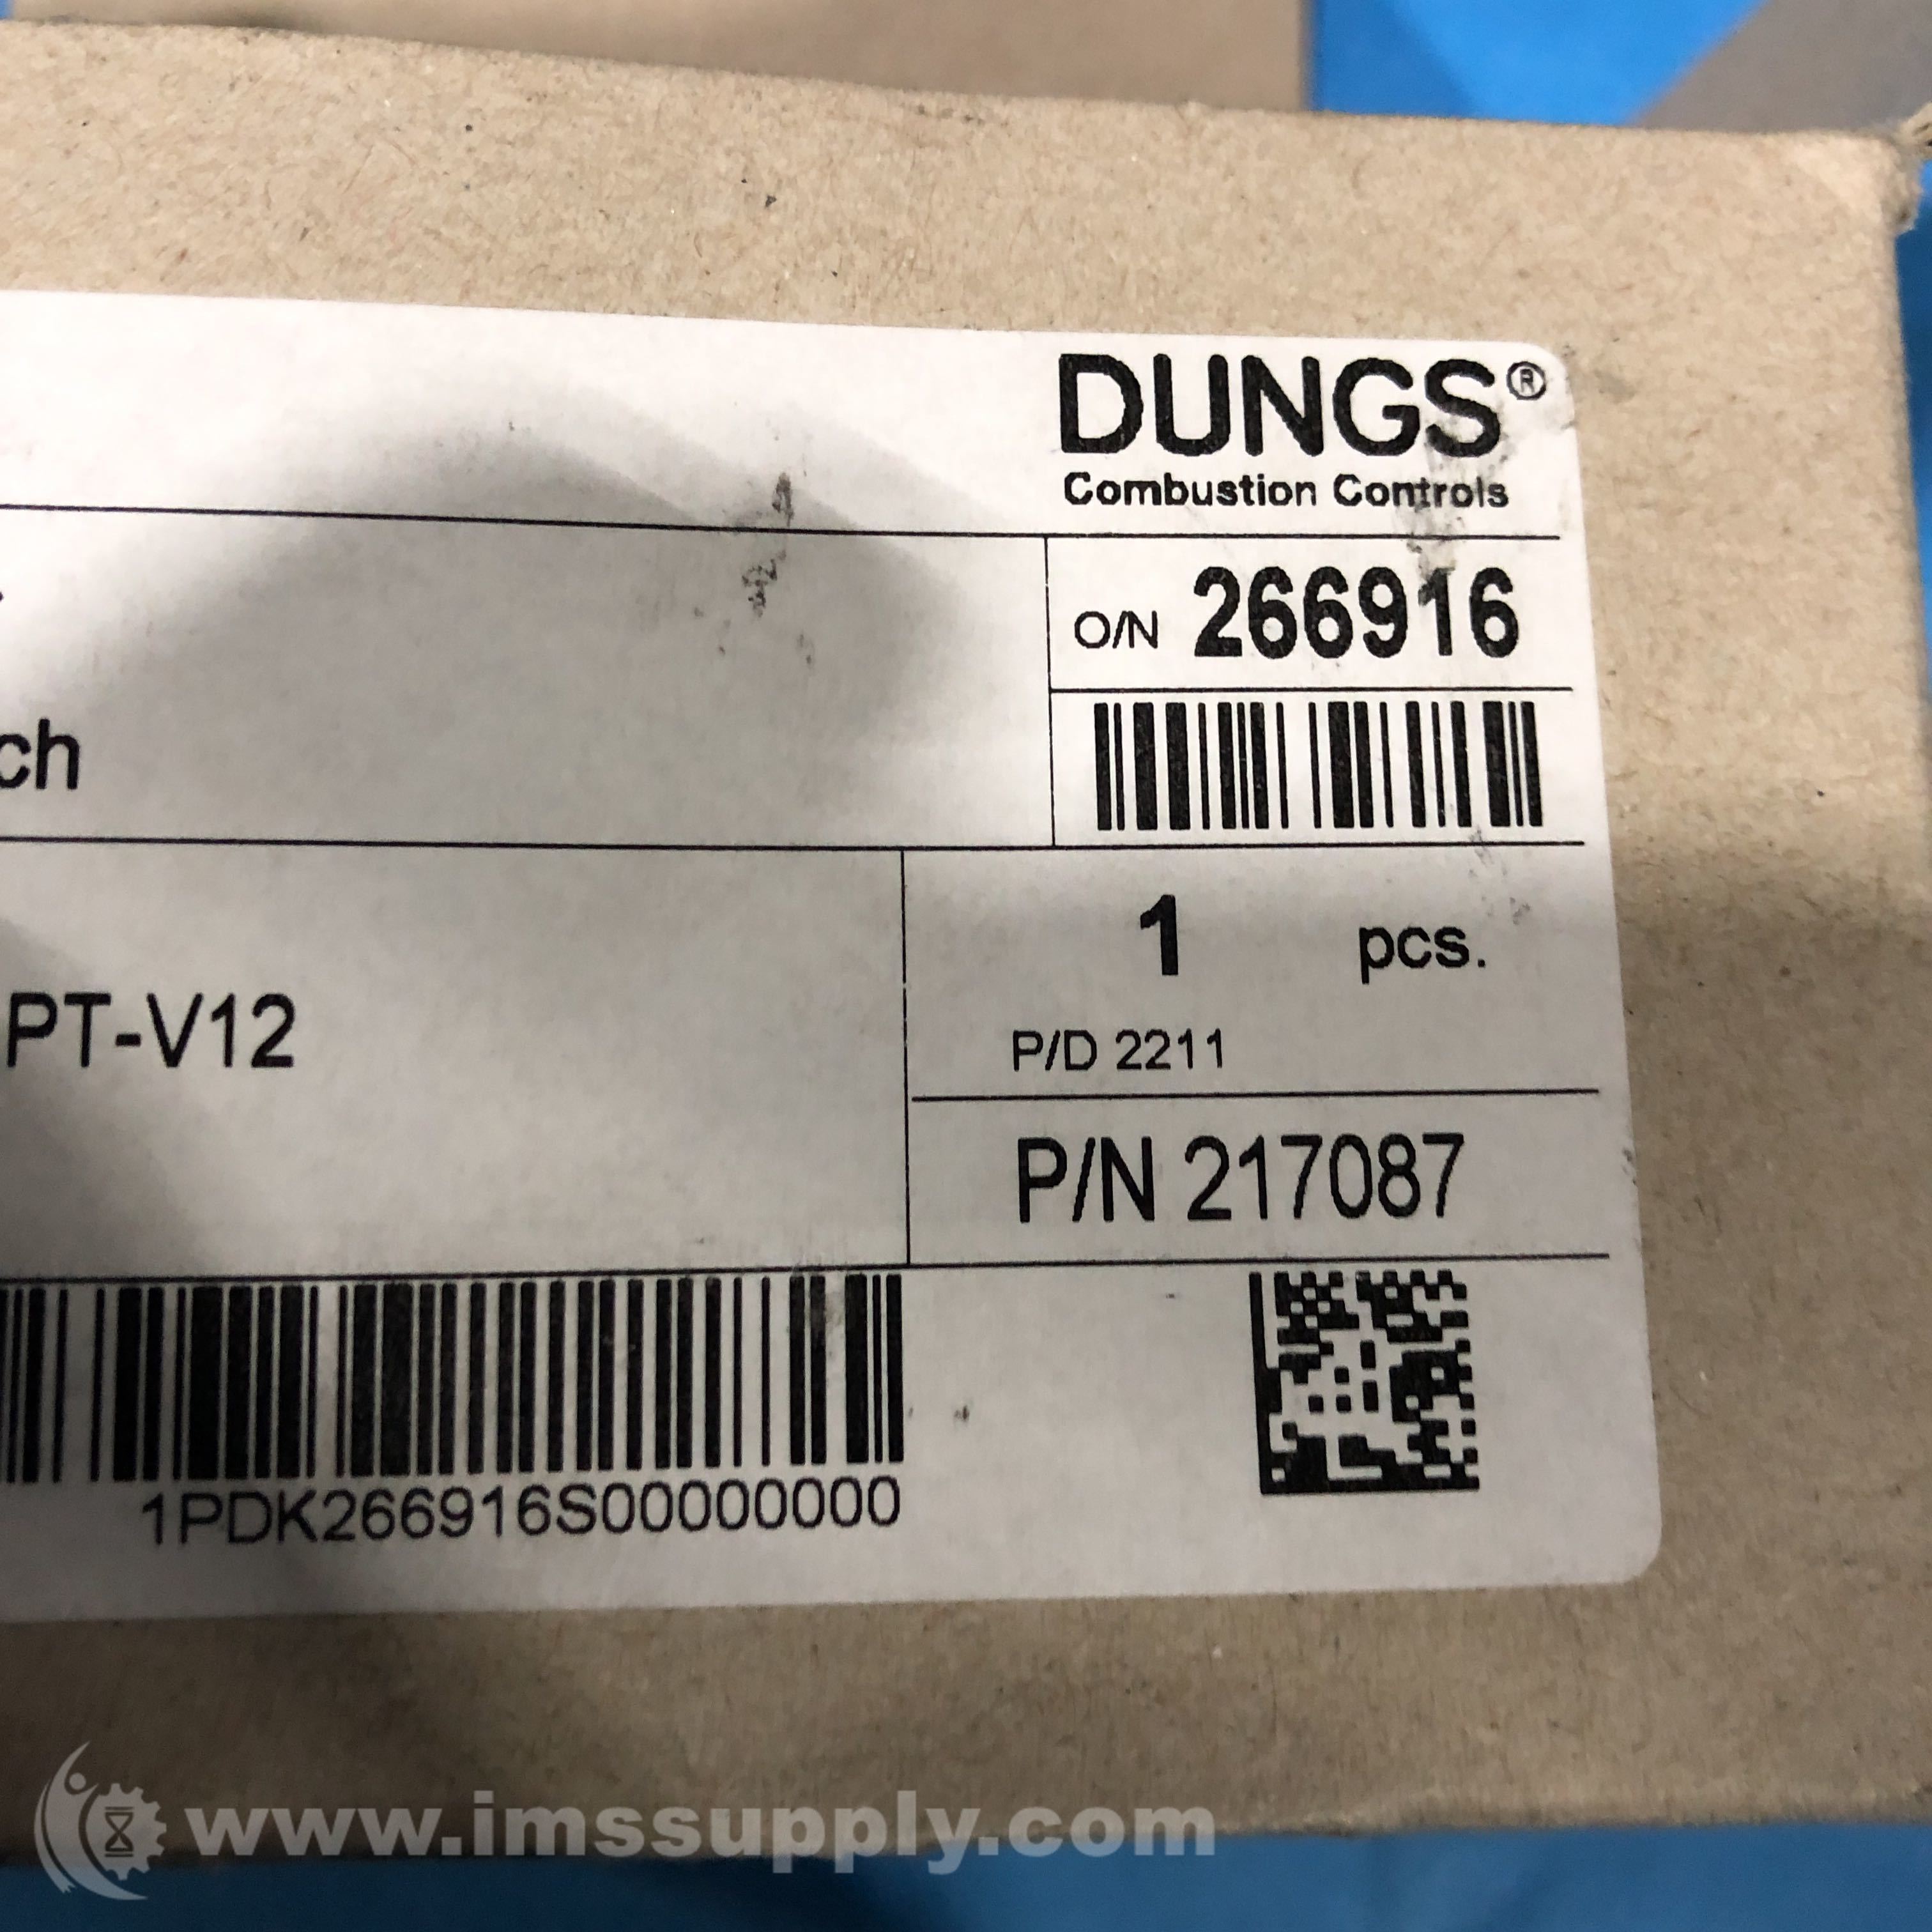 DUNGS®
Combustion Controls
O/N 266916
ch
1 pcs.
PT-V12
P/D 2211
P/N 217087
1PDK266916S00000000
www.imssupply.com